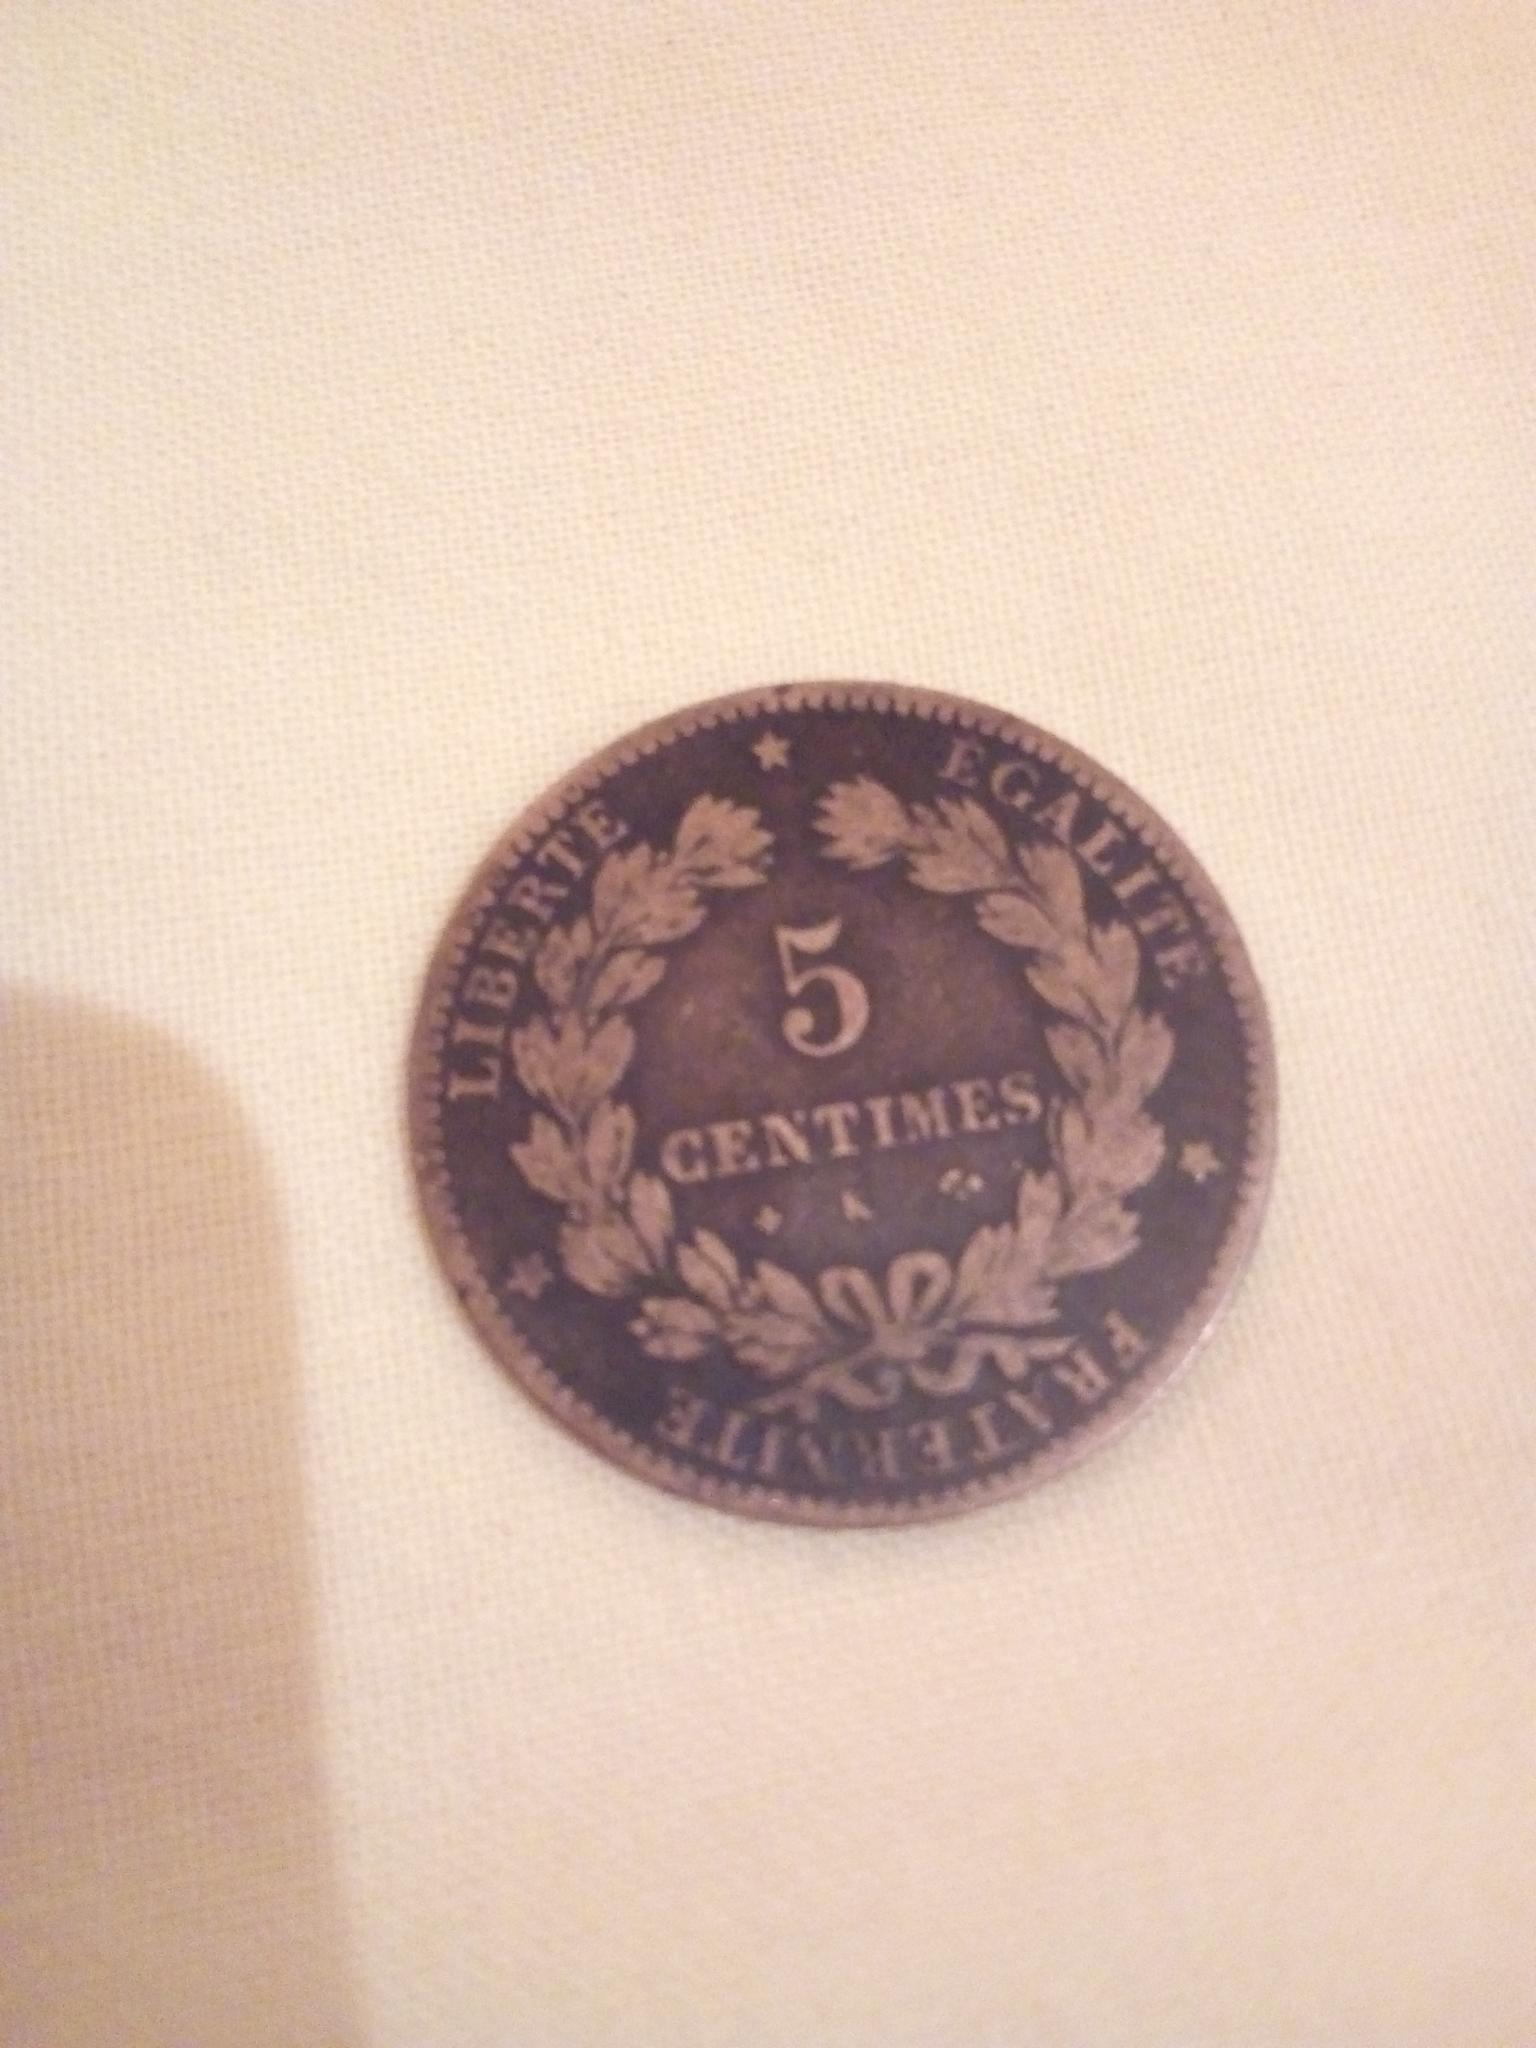 LIBERTE
EGALITE
FRATERNITE
5
CENTIMES
K